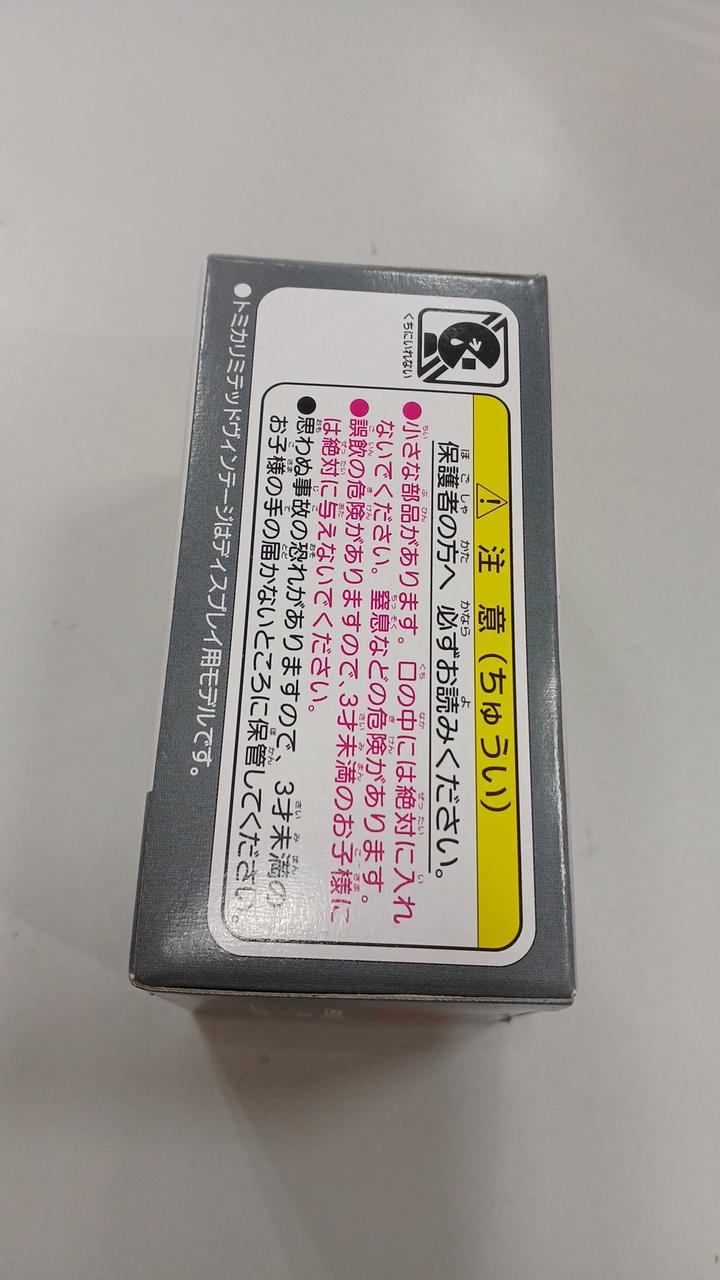 くちにいれない
⚠ 注意(ちゅうい)
保護者の方へ 必ずお読みください。
●小さな部品があります。口の中には絶対に入れ
ないでください。窒息などの危険があります。
●誤飲の危険がありますので、3才未満のお子様に
は絶対に与えないでください。
●思わぬ事故の恐れがありますので、3才未満の
お子様の手の届かないところに保管してください。
●トミカリミテッドヴィンテージはディスプレイ用モデルです。